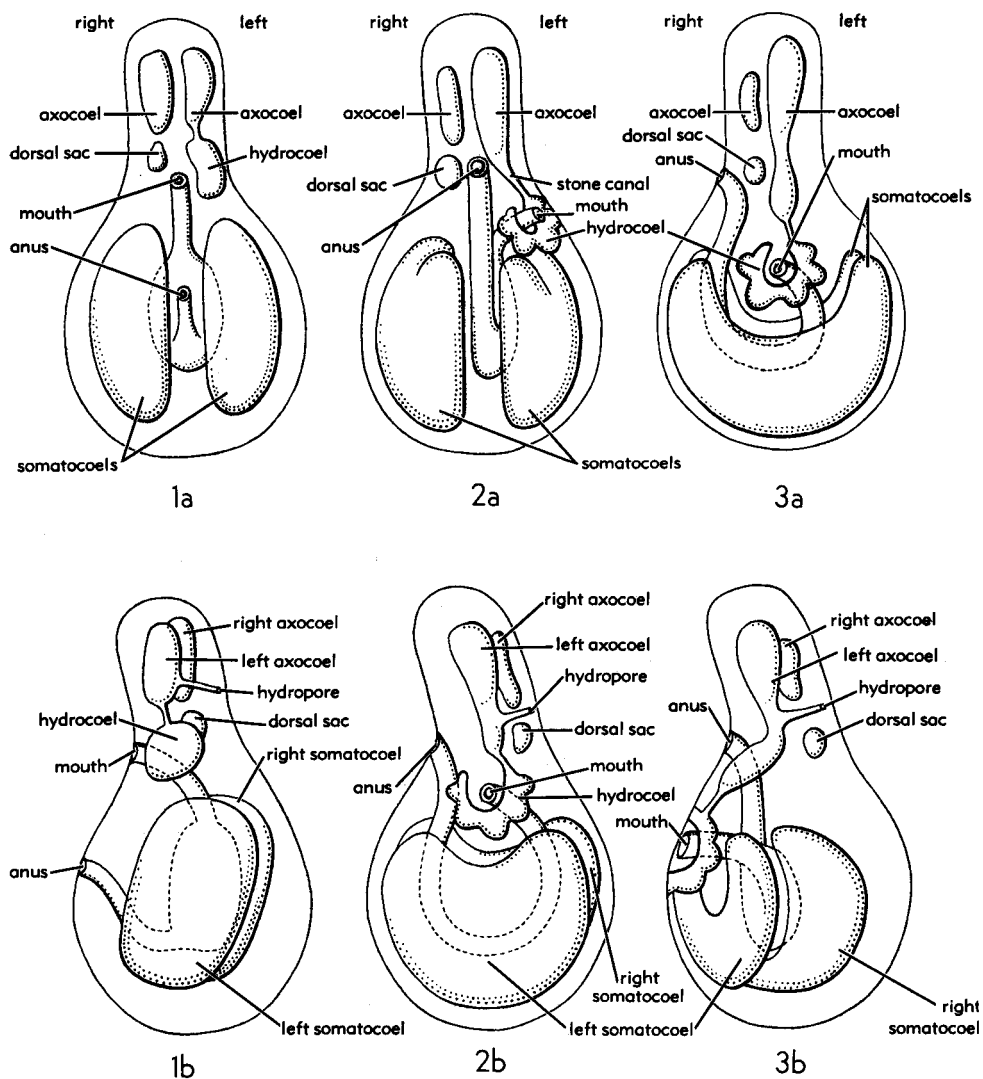 right left
right left
right left
axocoel axocoel
dorsal sac hydrocoel
mouth
anus
somatocoels
1a
axocoel axocoel
dorsal sac stone canal
mouth
hydrocoel
anus
somatocoels
2a
axocoel axocoel
dorsal sac
anus mouth
somatocoels
3a
right axocoel
left axocoel
hydropore
hydrocoel dorsal sac
mouth right somatocoel
anus
left somatocoel
1b
right axocoel
left axocoel
hydropore
dorsal sac
anus mouth
hydrocoel
right
somatocoel
left somatocoel
2b
right axocoel
left axocoel
hydropore
anus dorsal sac
mouth
right
somatocoel
3b